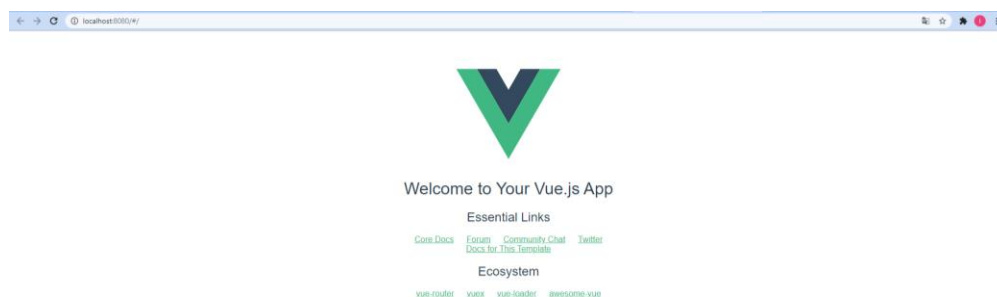 localhost:8080/#/
Welcome to Your Vue.js App
Essential Links
Core Docs Forum Community Chat Twitter
Docs for This Template
Ecosystem
vue-router vuex vue-loader awesome-vue